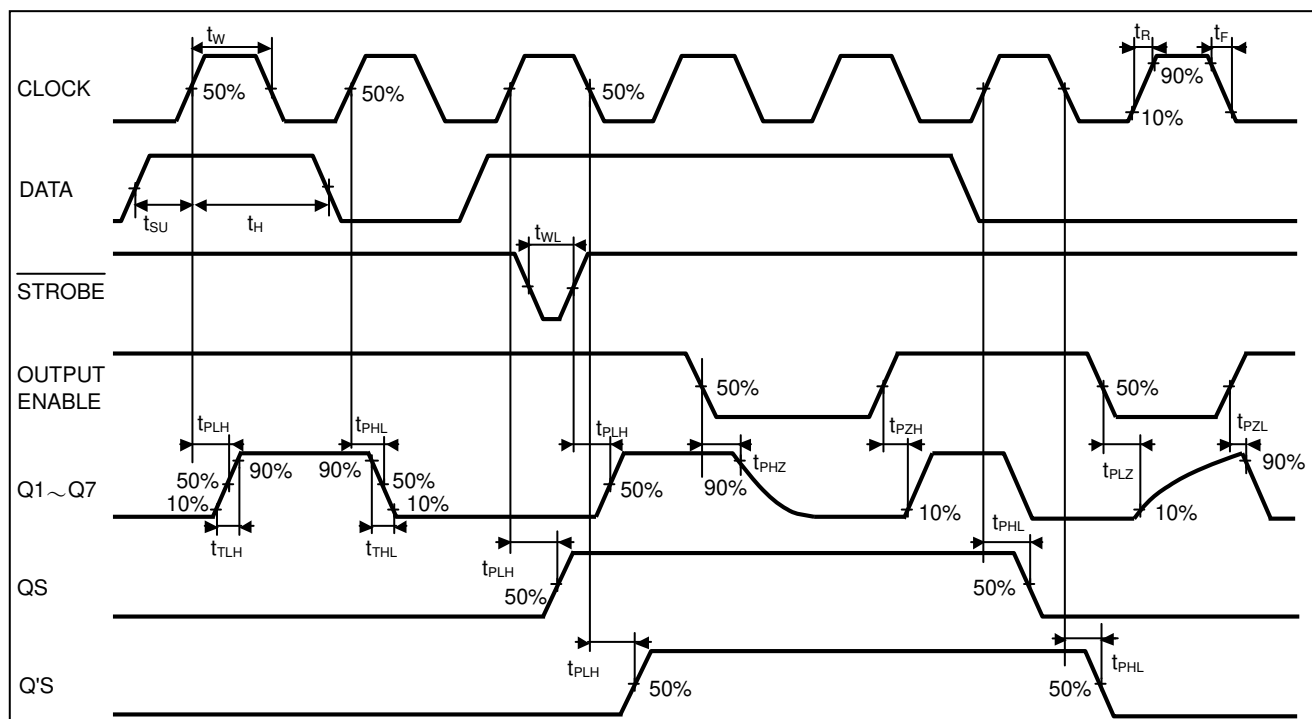 tW
tR
tF
CLOCK
50%
50%
50%
90%
10%
DATA
tSU
tH
tWL
STROBE
OUTPUT
ENABLE
50%
50%
tPLH
tPHL
tPLH
tPZH
tPZL
tPHZ
tPLZ
Q1～Q7
50%
90%
90%
50%
50%
90%
90%
10%
10%
10%
10%
tTLH
tTHL
tPHL
QS
tPLH
50%
50%
Q'S
tPLH
50%
50%
tPHL